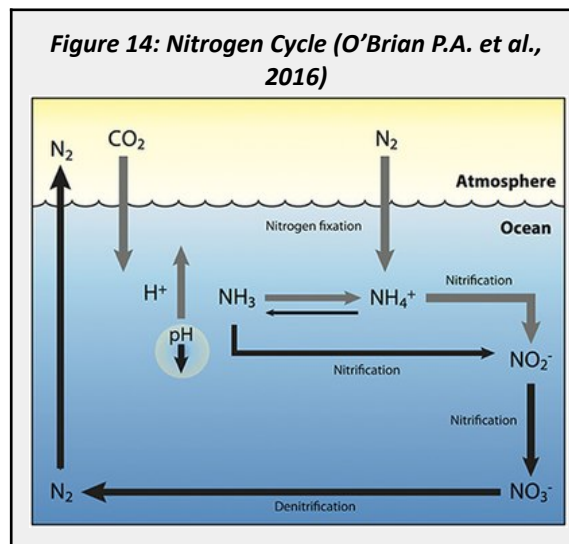 Figure 14: Nitrogen Cycle (O’Brian P.A. et al.,
2016)
N₂
CO₂
N₂
Atmosphere
Ocean
Nitrogen fixation
H⁺
NH₃
NH₄⁺
Nitrification
pH
Nitrification
NO₂⁻
Nitrification
N₂
NO₃⁻
Denitrification